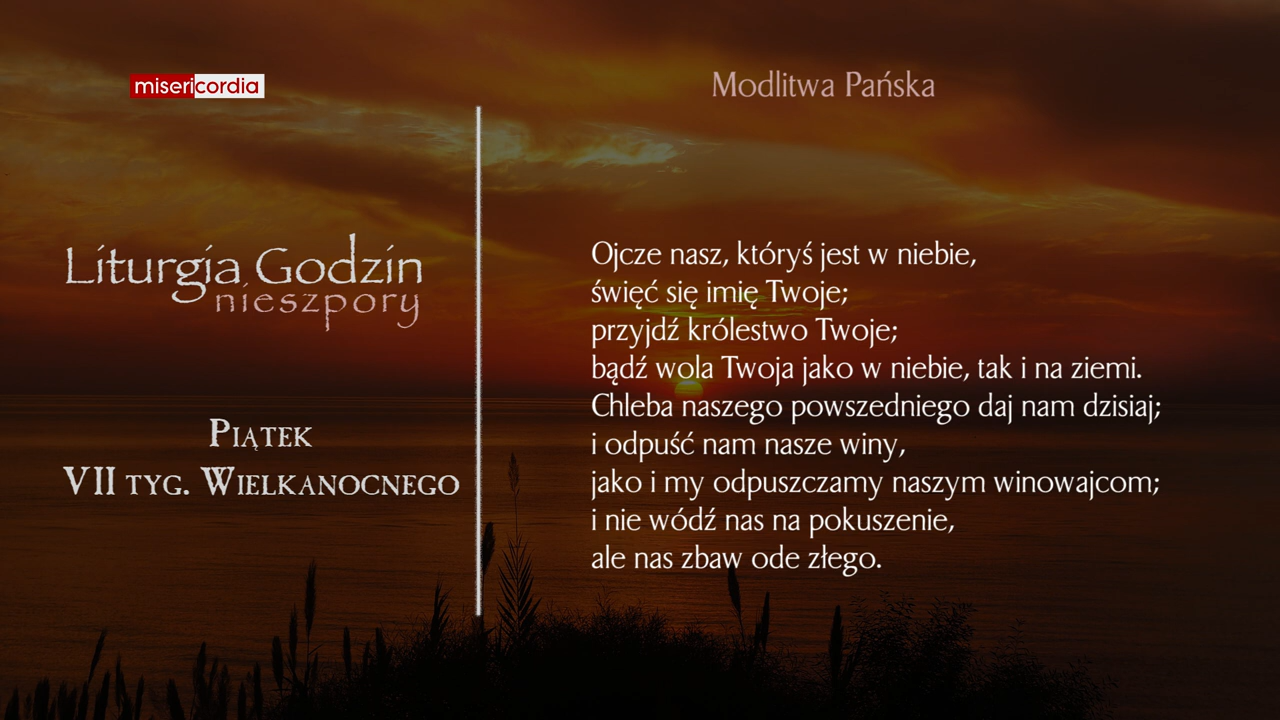 misericordia
Liturgia Godzin
nieszpory
Piątek
VII tyg. Wielkanocnego
Modlitwa Pańska
Ojcze nasz, któryś jest w niebie,
święć się imię Twoje;
przyjdź królestwo Twoje;
bądź wola Twoja jako w niebie, tak i na ziemi.
Chleba naszego powszedniego daj nam dzisiaj;
i odpuść nam nasze winy,
jako i my odpuszczamy naszym winowajcom;
i nie wódź nas na pokuszenie,
ale nas zbaw ode złego.